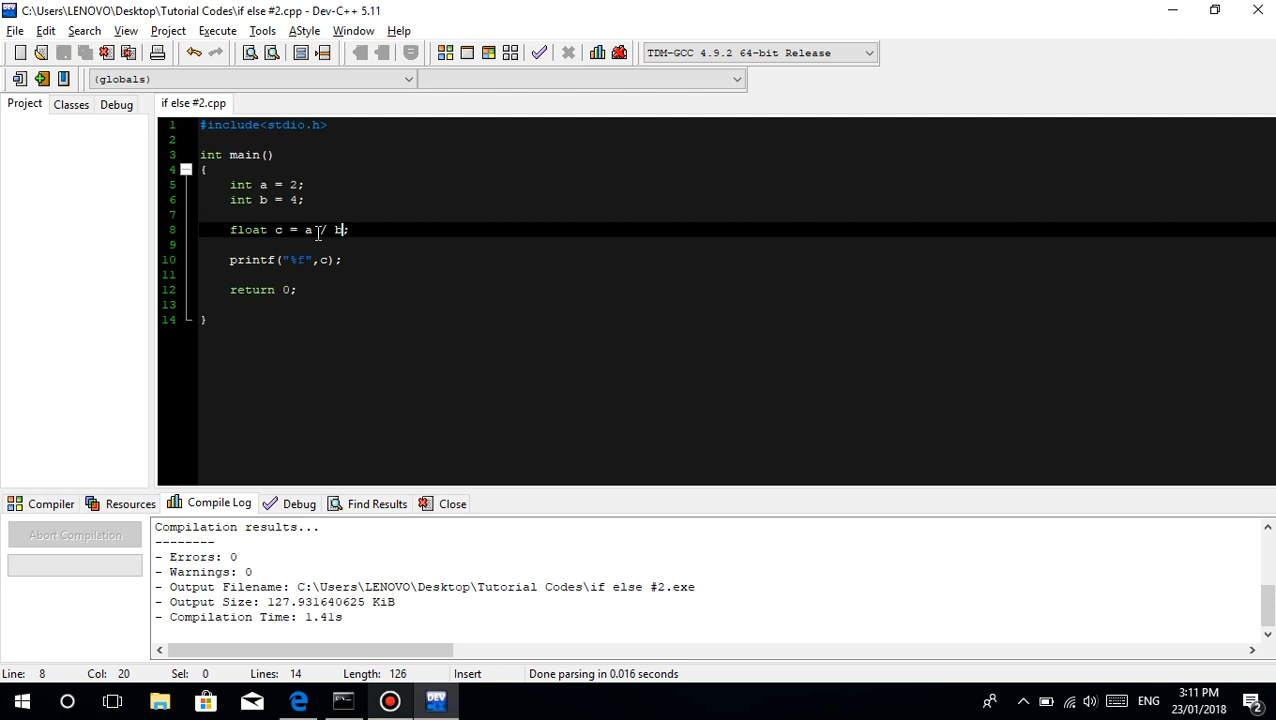 C:\Users\LENOVO\Desktop\Tutorial Codes\if else #2.cpp - Dev-C++ 5.11
File Edit Search View Project Execute Tools AStyle Window Help
TDM-GCC 4.9.2 64-bit Release
(globals)
Project Classes Debug
if else #2.cpp
1 #include<stdio.h>
2
3 int main()
4 {
5 int a = 2;
6 int b = 4;
7
8 float c = a / b;
9
10 printf("%f",c);
11
12 return 0;
13
14 }
Compiler Resources Compile Log Debug Find Results Close
Abort Compilation
Compilation results...
--------
- Errors: 0
- Warnings: 0
- Output Filename: C:\Users\LENOVO\Desktop\Tutorial Codes\if else #2.exe
- Output Size: 127.931640625 KiB
- Compilation Time: 1.41s
Line: 8 Col: 20 Sel: 0 Lines: 14 Length: 126 Insert Done parsing in 0.016 seconds
DEV
ENG
3:11 PM
23/01/2018
2